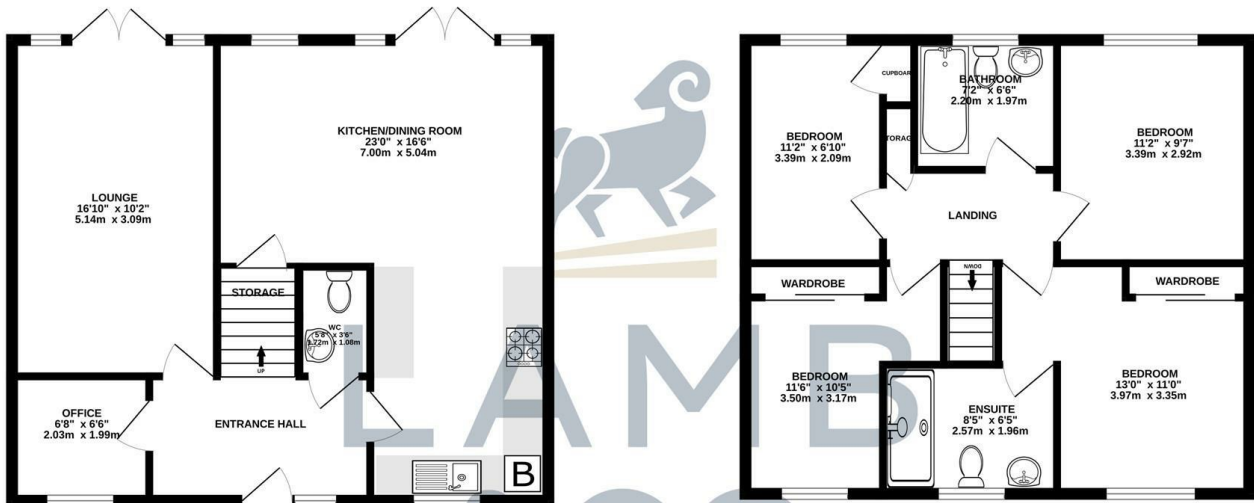 LOUNGE
16'10" x 10'2"
5.14m x 3.09m
KITCHEN/DINING ROOM
23'0" x 16'6"
7.00m x 5.04m
STORAGE
UP
WC
5'8" x 3'6"
1.72m x 1.08m
OFFICE
6'8" x 6'6"
2.03m x 1.99m
ENTRANCE HALL
B
BEDROOM
11'2" x 6'10"
3.39m x 2.09m
CUPBOAR
TORAG
BATHROOM
7'2" x 6'6"
2.20m x 1.97m
BEDROOM
11'2" x 9'7"
3.39m x 2.92m
LANDING
WARDROBE
DOWN
WARDROBE
BEDROOM
11'6" x 10'5"
3.50m x 3.17m
ENSUITE
8'5" x 6'5"
2.57m x 1.96m
BEDROOM
13'0" x 11'0"
3.97m x 3.35m
LAMB